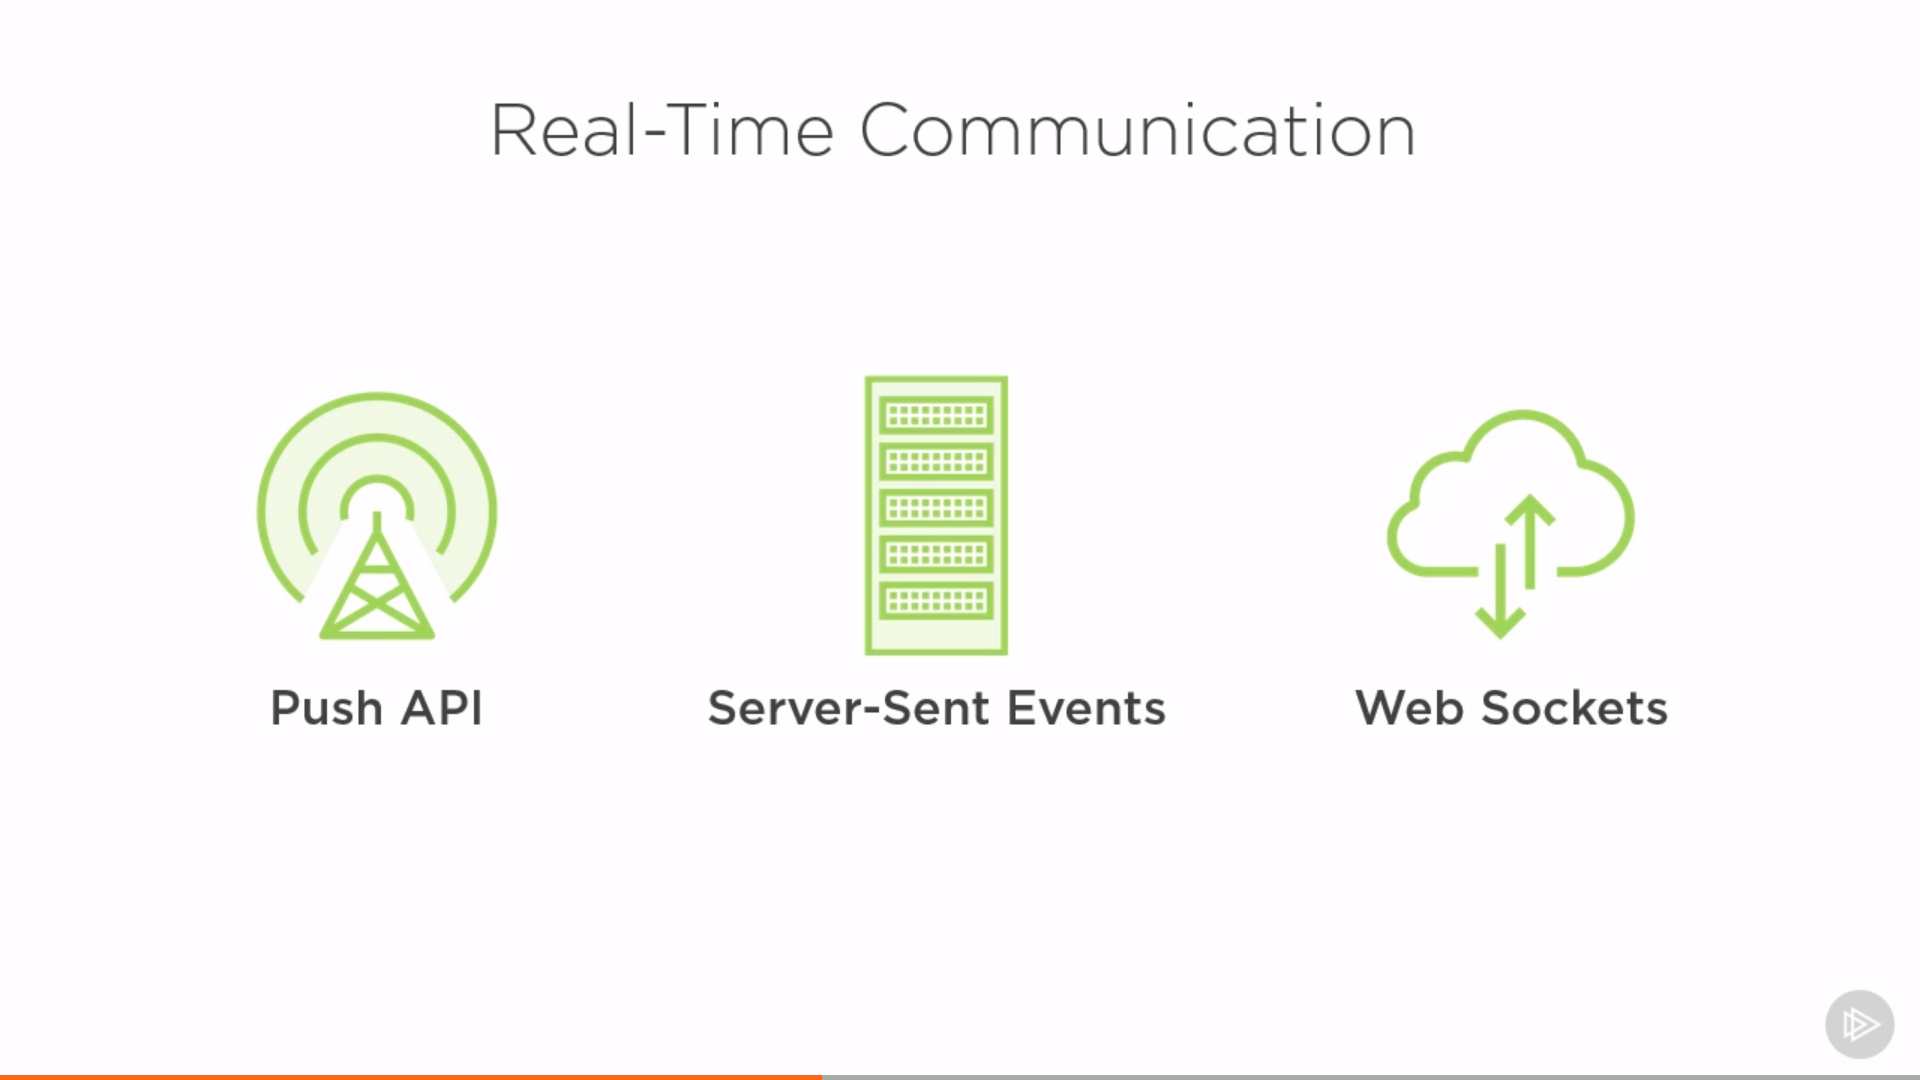 Real-Time Communication
Push API
Server-Sent Events
Web Sockets